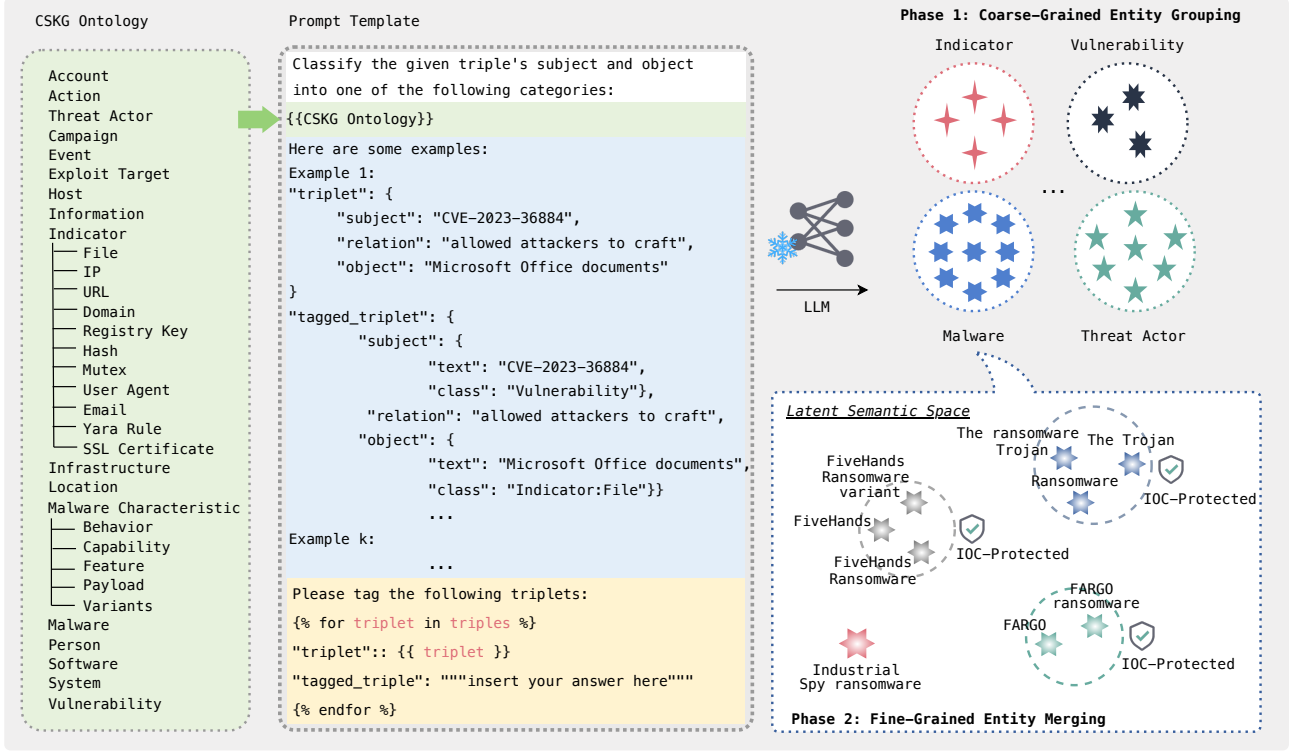 CSKG Ontology
Account
Action
Threat Actor
Campaign
Event
Exploit Target
Host
Information
Indicator
File
IP
URL
Domain
Registry Key
Hash
Mutex
User Agent
Email
Yara Rule
SSL Certificate
Infrastructure
Location
Malware Characteristic
Behavior
Capability
Feature
Payload
Variants
Malware
Person
Software
System
Vulnerability
Prompt Template
Classify the given triple's subject and object
into one of the following categories:
{{CSKG Ontology}}
Here are some examples:
Example 1:
"triplet": {
"subject": "CVE-2023-36884",
"relation": "allowed attackers to craft",
"object": "Microsoft Office documents"
}
"tagged_triplet": {
"subject": {
"text": "CVE-2023-36884",
"class": "Vulnerability"},
"relation": "allowed attackers to craft",
"object": {
"text": "Microsoft Office documents",
"class": "Indicator:File"}}
...
Example k:
...
Please tag the following triplets:
{% for triplet in triples %}
"triplet":: {{ triplet }}
"tagged_triple": """insert your answer here"""
{% endfor %}
LLM
Phase 1: Coarse-Grained Entity Grouping
Indicator
Vulnerability
...
Malware
Threat Actor
Latent Semantic Space
The ransomware
Trojan
The Trojan
Ransomware
IOC-Protected
FiveHands
Ransomware
variant
FiveHands
FiveHands
Ransomware
IOC-Protected
FARGO
ransomware
FARGO
IOC-Protected
Industrial
Spy ransomware
Phase 2: Fine-Grained Entity Merging